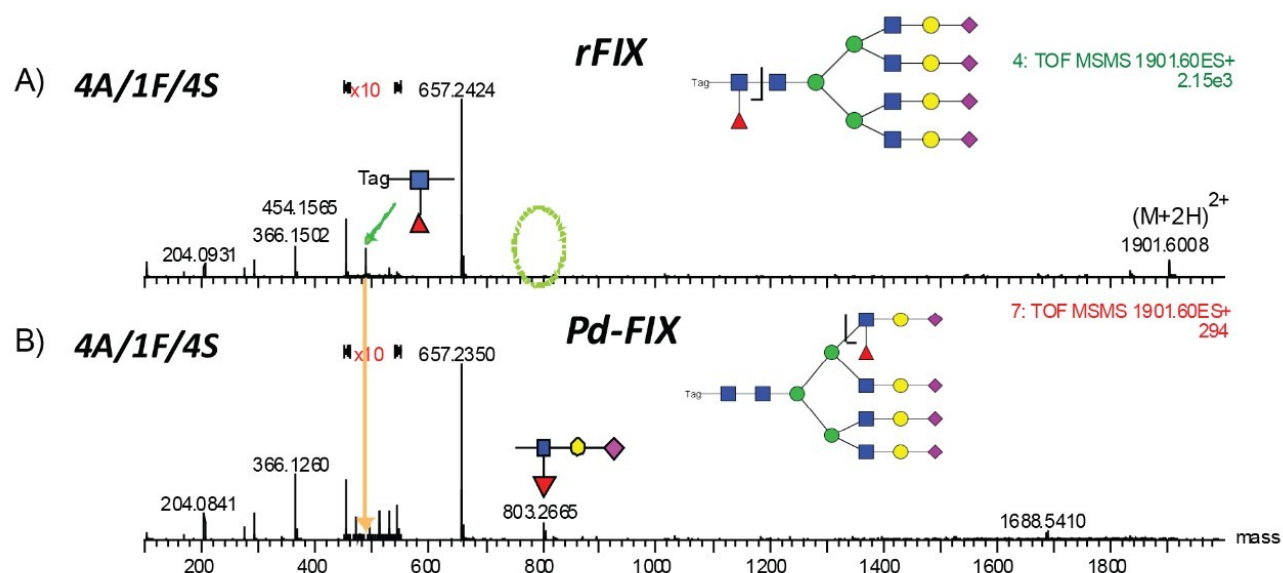 A) 4A/1F/4S
rFIX
4: TOF MSMS 1901.60ES+
2.15e3
x10
657.2424
Tag
Tag
454.1565
366.1502
204.0931
(M+2H)2+
1901.6008
B) 4A/1F/4S
Pd-FIX
7: TOF MSMS 1901.60ES+
294
x10
657.2350
Tag
366.1260
204.0841
803.2665
1688.5410
mass
200 400 600 800 1000 1200 1400 1600 1800